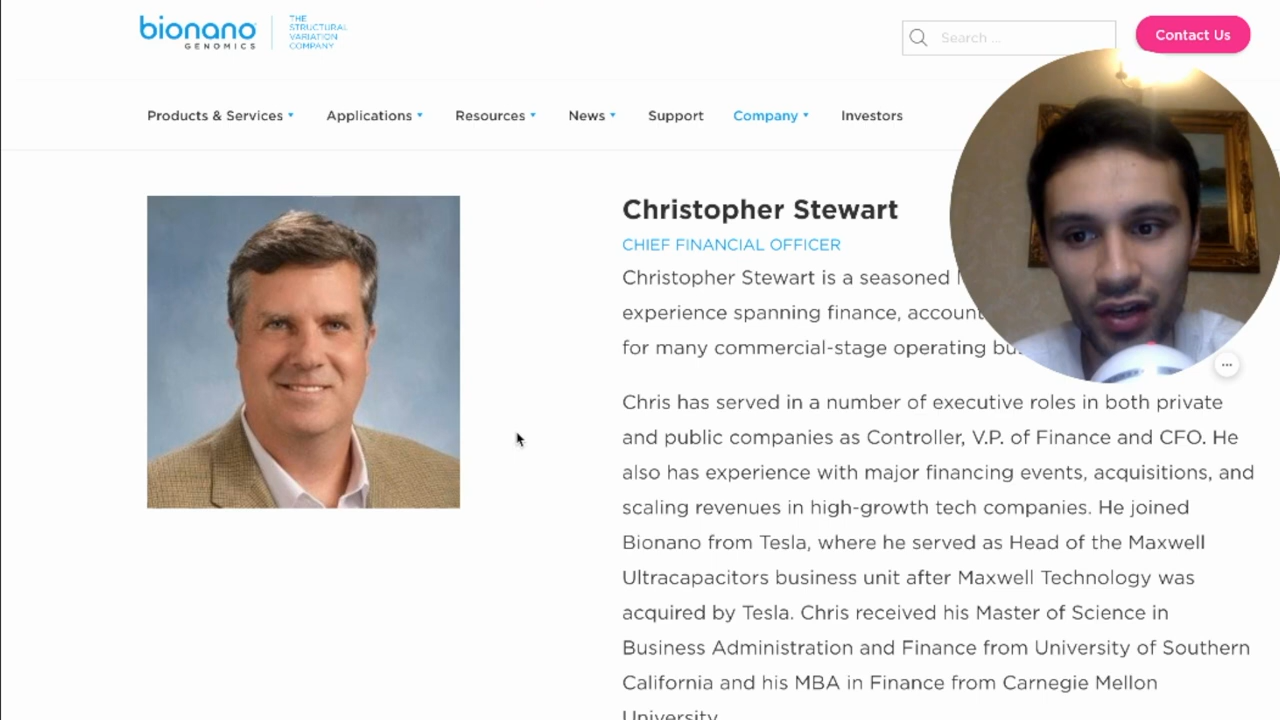 bionano
GENOMICS
THE
STRUCTURAL
VARIATION
COMPANY
Search ...
Contact Us
Products & Services
Applications
Resources
News
Support
Company
Investors
Christopher Stewart
CHIEF FINANCIAL OFFICER
Christopher Stewart is a seasoned
experience spanning finance,
for many commercial-stage operating
Chris has served in a number of executive roles in both private
and public companies as Controller, V.P. of Finance and CFO. He
also has experience with major financing events, acquisitions, and
scaling revenues in high-growth tech companies. He joined
Bionano from Tesla, where he served as Head of the Maxwell
Ultracapacitors business unit after Maxwell Technology was
acquired by Tesla. Chris received his Master of Science in
Business Administration and Finance from University of Southern
California and his MBA in Finance from Carnegie Mellon
University.